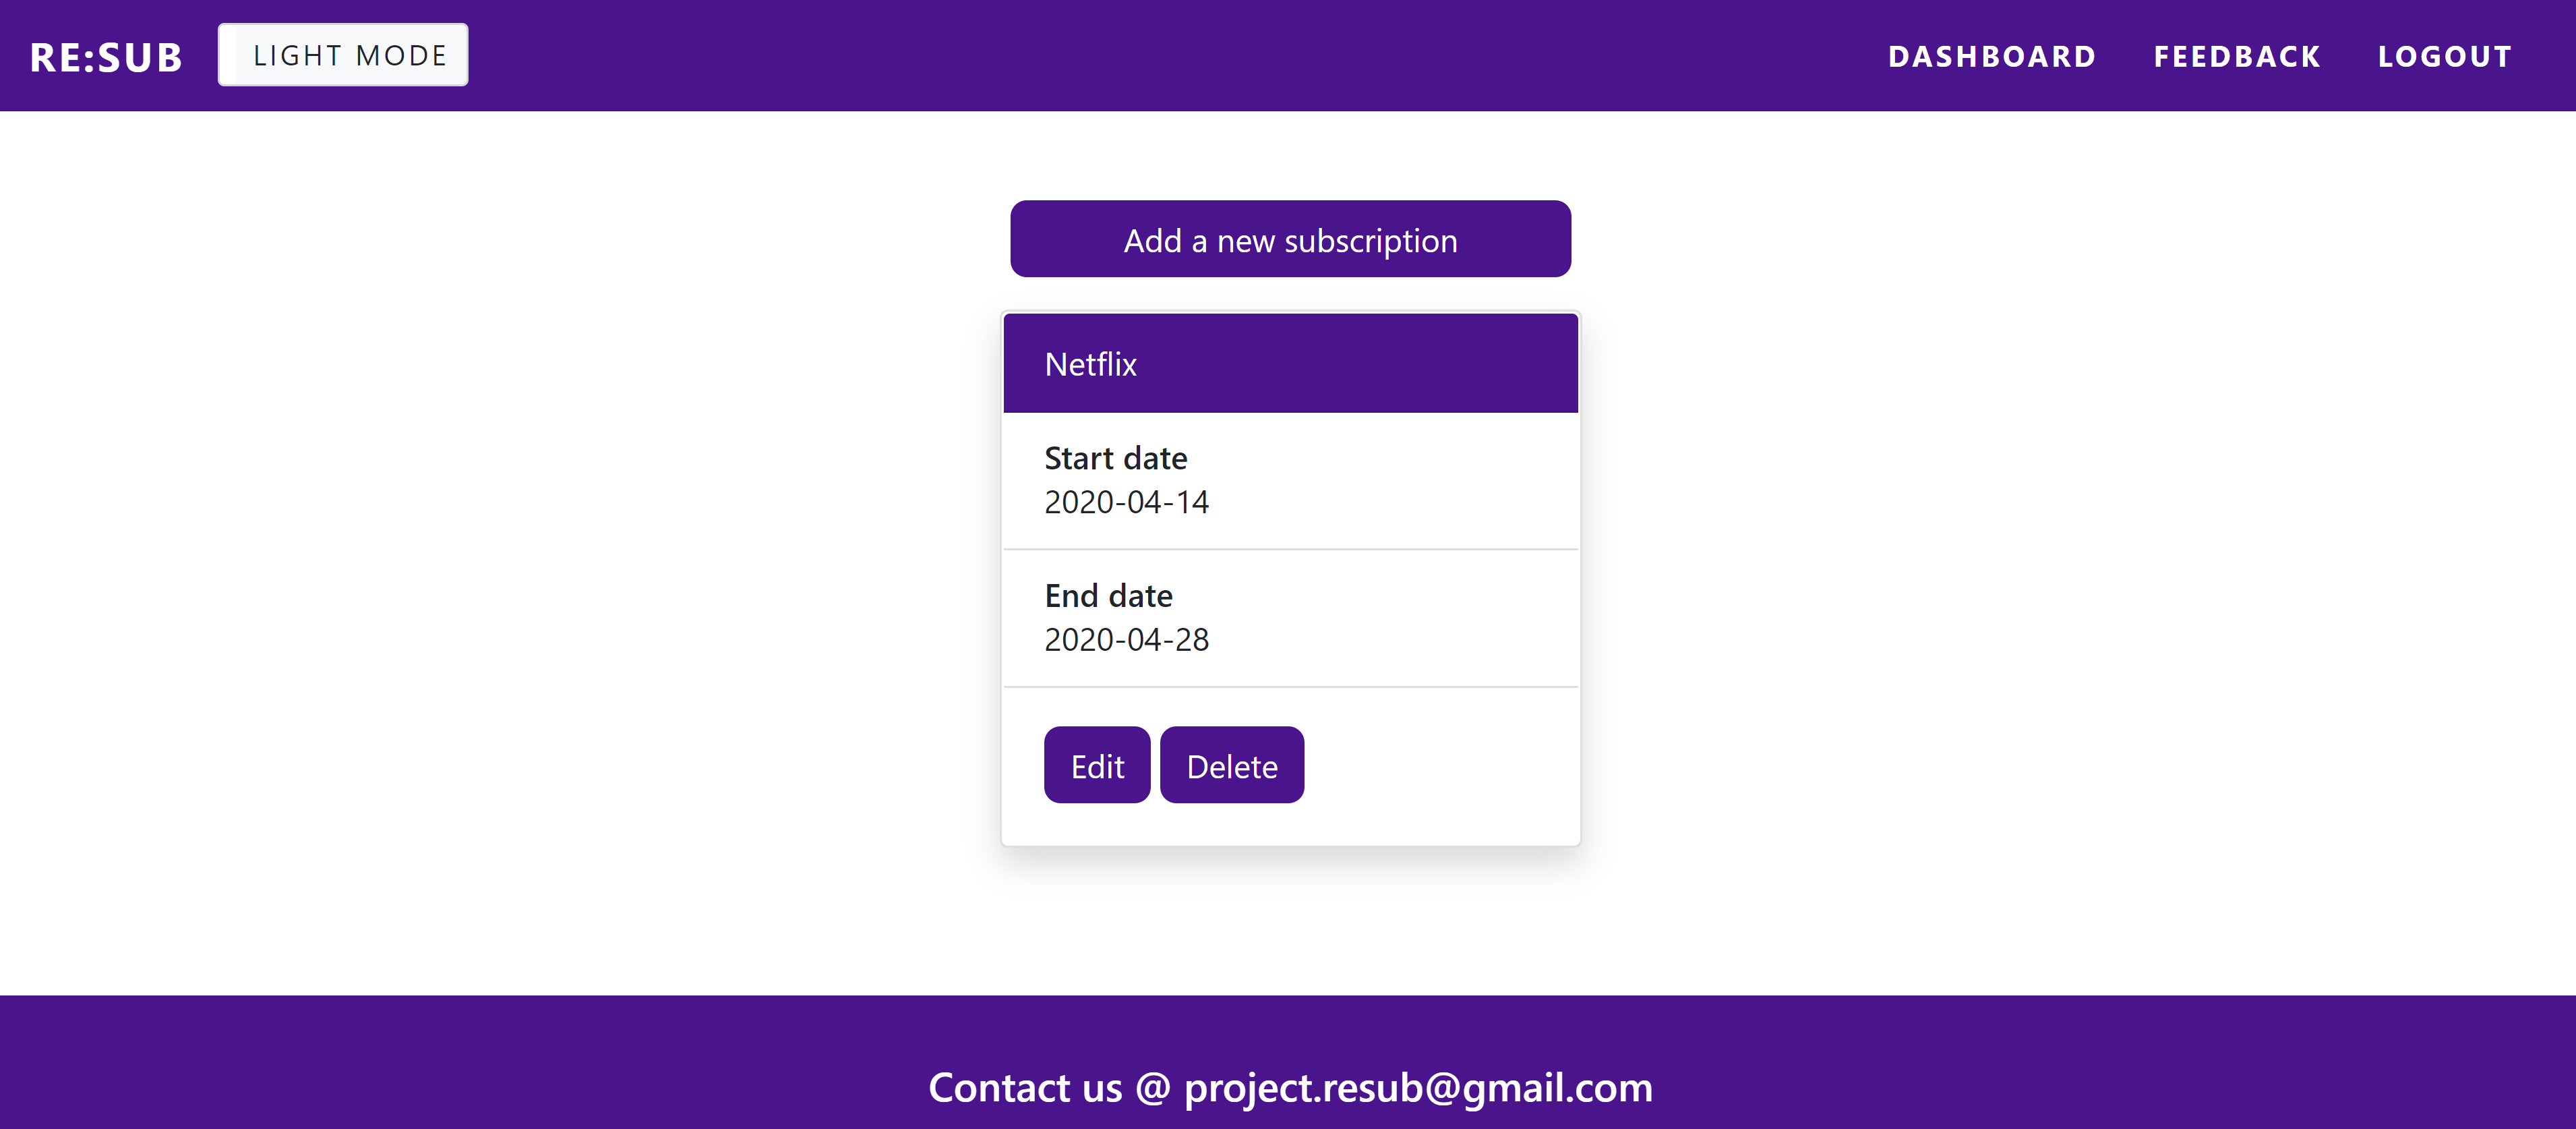 RE:SUB LIGHT MODE DASHBOARD FEEDBACK LOGOUT
Add a new subscription
Netflix
Start date
2020-04-14
End date
2020-04-28
Edit Delete
Contact us @ project.resub@gmail.com